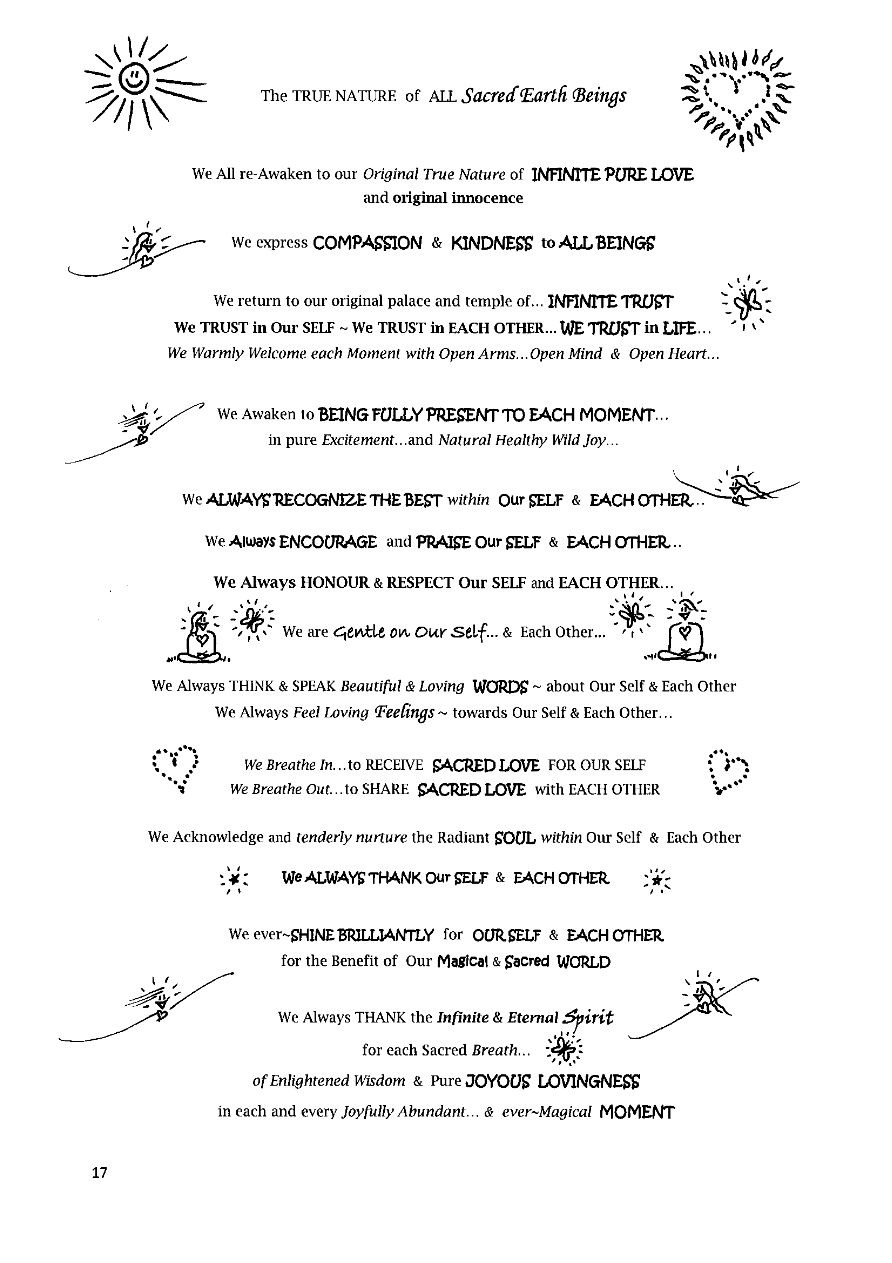 The TRUE NATURE of ALL Sacred Earth Beings
We All re-Awaken to our Original True Nature of INFINITE PURE LOVE
and original innocence
We express COMPASSION & KINDNESS to ALL BEINGS
We return to our original palace and temple of... INFINITE TRUST
We TRUST in Our SELF ~ We TRUST in EACH OTHER... WE TRUST in LIFE...
We Warmly Welcome each Moment with Open Arms...Open Mind & Open Heart...
We Awaken to BEING FULLY PRESENT TO EACH MOMENT...
in pure Excitement...and Natural Healthy Wild Joy...
We ALWAYS RECOGNIZE THE BEST within Our SELF & EACH OTHER...
We Always ENCOURAGE and PRAISE Our SELF & EACH OTHER...
We Always HONOUR & RESPECT Our SELF and EACH OTHER...
We are Gentle on Our Self... & Each Other...
We Always THINK & SPEAK Beautiful & Loving WORDS ~ about Our Self & Each Other
We Always Feel Loving Feelings ~ towards Our Self & Each Other...
We Breathe In...to RECEIVE SACRED LOVE FOR OUR SELF
We Breathe Out...to SHARE SACRED LOVE with EACH OTHER
We Acknowledge and tenderly nurture the Radiant SOUL within Our Self & Each Other
We ALWAYS THANK Our SELF & EACH OTHER
We ever~SHINE BRILLIANTLY for OUR SELF & EACH OTHER
for the Benefit of Our Magical & Sacred WORLD
We Always THANK the Infinite & Eternal Spirit
for each Sacred Breath...
of Enlightened Wisdom & Pure JOYOUS LOVINGNESS
in each and every Joyfully Abundant... & ever~Magical MOMENT
17